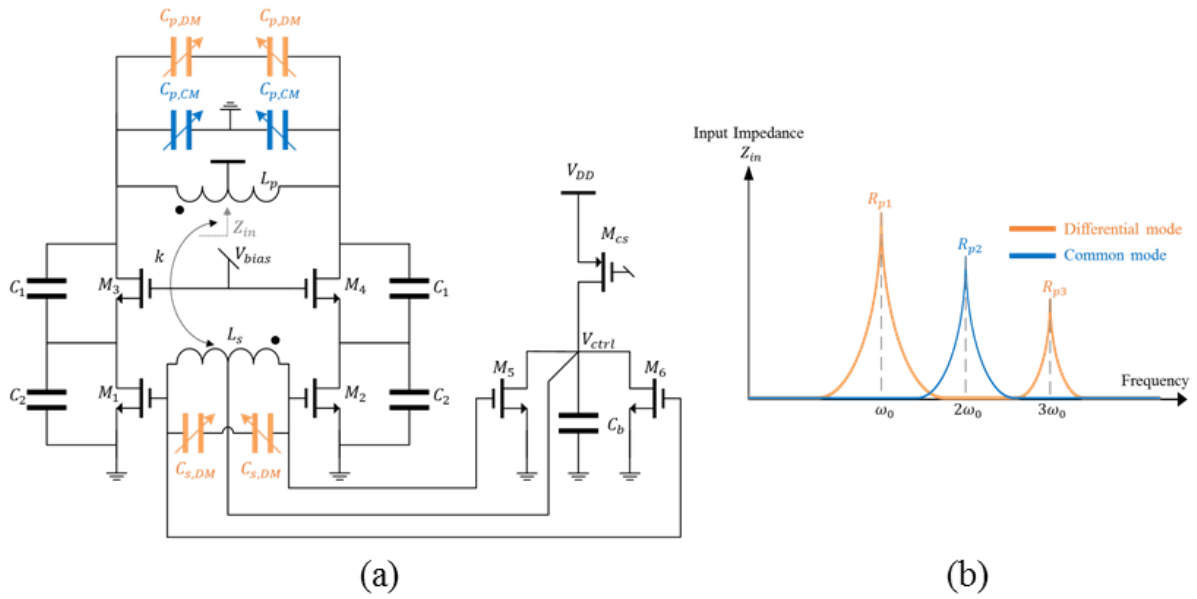 C_{p,DM} C_{p,DM}
C_{p,CM} C_{p,CM}
L_p
Z_{in}
k
V_{bias}
C_1 M_3 M_4 C_1
L_s
C_2 M_1 M_2 C_2
C_{s,DM} C_{s,DM}
V_{DD}
M_{cs}
V_{ctrl}
M_5 M_6
C_b
(a)
Input Impedance
Z_{in}
R_{p1}
R_{p2}
R_{p3}
Differential mode
Common mode
Frequency
ω_0 2ω_0 3ω_0
(b)